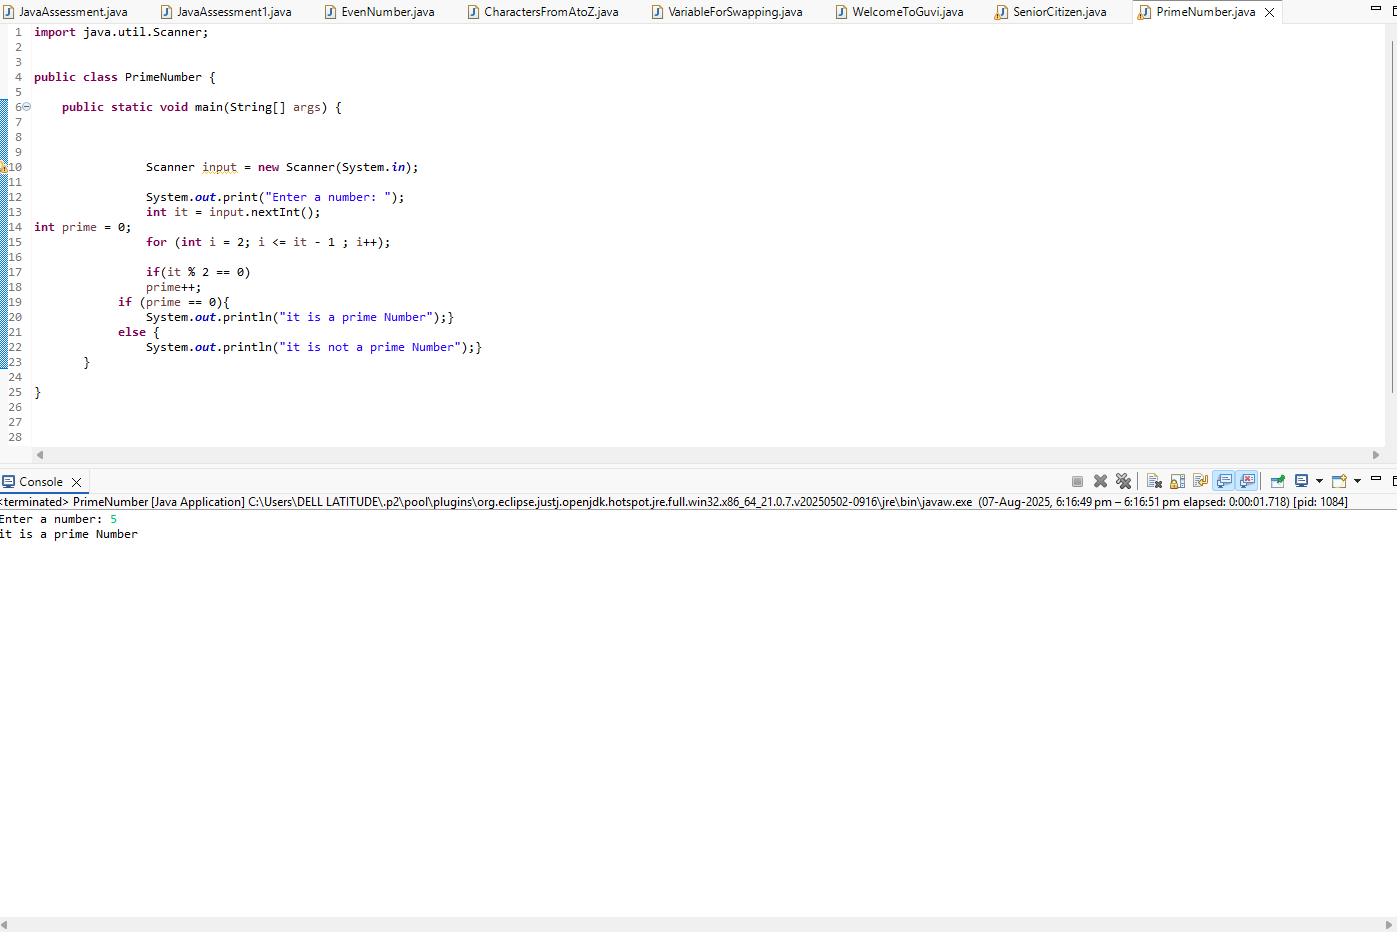 JavaAssessment.java JavaAssessment1.java EvenNumber.java CharactersFromAtoZ.java VariableForSwapping.java WelcomeToGuvi.java SeniorCitizen.java PrimeNumber.java
1 import java.util.Scanner;
2
3
4 public class PrimeNumber {
5
6 public static void main(String[] args) {
7
8
9
10 Scanner input = new Scanner(System.in);
11
12 System.out.print("Enter a number: ");
13 int it = input.nextInt();
14 int prime = 0;
15 for (int i = 2; i <= it - 1 ; i++);
16
17 if(it % 2 == 0)
18 prime++;
19 if (prime == 0){
20 System.out.println("it is a prime Number");}
21 else {
22 System.out.println("it is not a prime Number");}
23 }
24
25 }
26
27
28
Console
<terminated> PrimeNumber [Java Application] C:\Users\DELL LATITUDE\.p2\pool\plugins\org.eclipse.justj.openjdk.hotspot.jre.full.win32.x86_64_21.0.7.v20250502-0916\jre\bin\javaw.exe (07-Aug-2025, 6:16:49 pm – 6:16:51 pm elapsed: 0:00:01.718) [pid: 1084]
Enter a number: 5
it is a prime Number